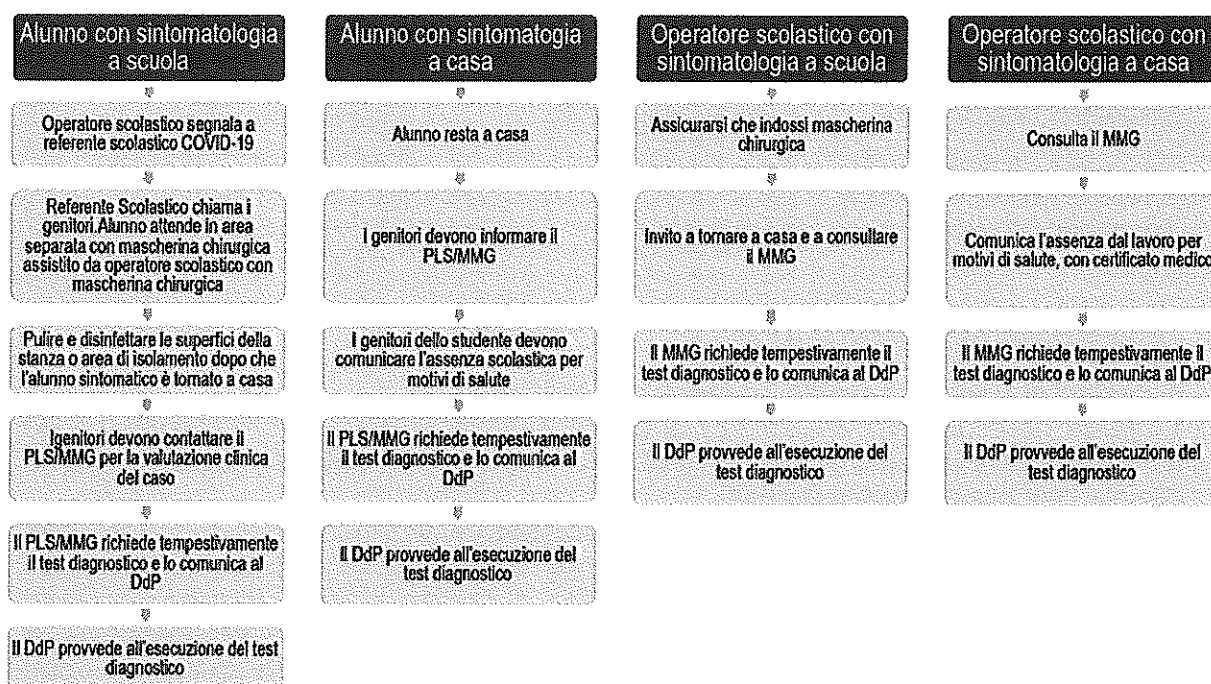 Alunno con sintomatologia
a scuola
Operatore scolastico segnala a
referente scolastico COVID-19
Referente Scolastico chiama i
genitori.Alunno attende in area
separata con mascherina chirurgica
assistito da operatore scolastico con
mascherina chirurgica
Pulire e disinfettare le superfici della
stanza o area di isolamento dopo che
l'alunno sintomatico è tornato a casa
Igenitori devono contattare il
PLS/MMG per la valutazione clinica
del caso
Il PLS/MMG richiede tempestivamente
il test diagnostico e lo comunica al
DdP
Il DdP provvede all'esecuzione del test
diagnostico
Alunno con sintomatogia
a casa
Alunno resta a casa
I genitori devono informare il
PLS/MMG
I genitori dello studente devono
comunicare l'assenza scolastica per
motivi di salute
Il PLS/MMG richiede tempestivamente
il test diagnostico e lo comunica al
DdP
Il DdP provvede all'esecuzione del
test diagnostico
Operatore scolastico con
sintomatologia a scuola
Assicurarsi che indossi mascherina
chirurgica
Invito a tornare a casa e a consultare
il MMG
Il MMG richiede tempestivamente il
test diagnostico e lo comunica al DdP
Il DdP provvede all'esecuzione del
test diagnostico
Operatore scolastico con
sintomatologia a casa
Consulta il MMG
Comunica l'assenza dal lavoro per
motivi di salute, con certificato medico
Il MMG richiede tempestivamente il
test diagnostico e lo comunica al DdP
Il DdP provvede all'esecuzione del
test diagnostico